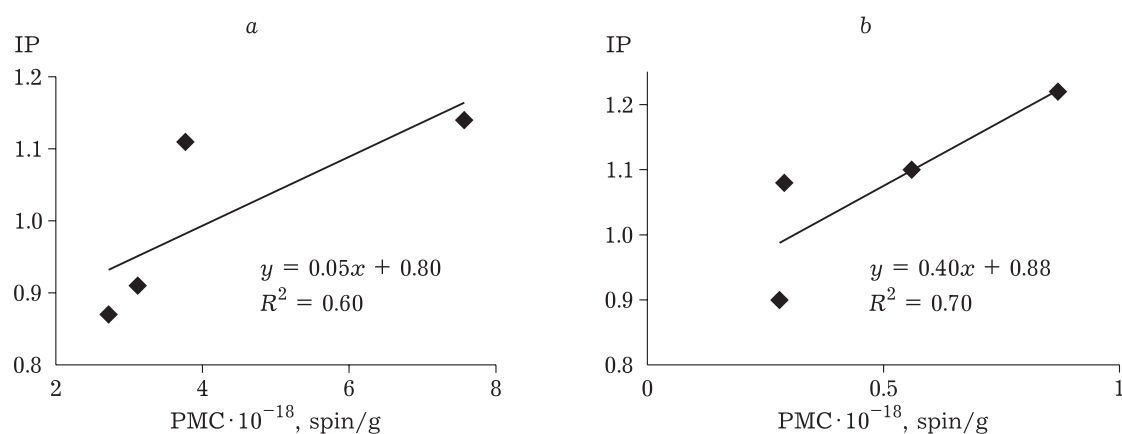 a
IP
1.2
1.1
1.0
0.9
0.8
2
4
6
8
y = 0.05x + 0.80
R² = 0.60
PMC·10⁻¹⁸, spin/g
b
IP
1.2
1.1
1.0
0.9
0.8
0
0.5
1
y = 0.40x + 0.88
R² = 0.70
PMC·10⁻¹⁸, spin/g